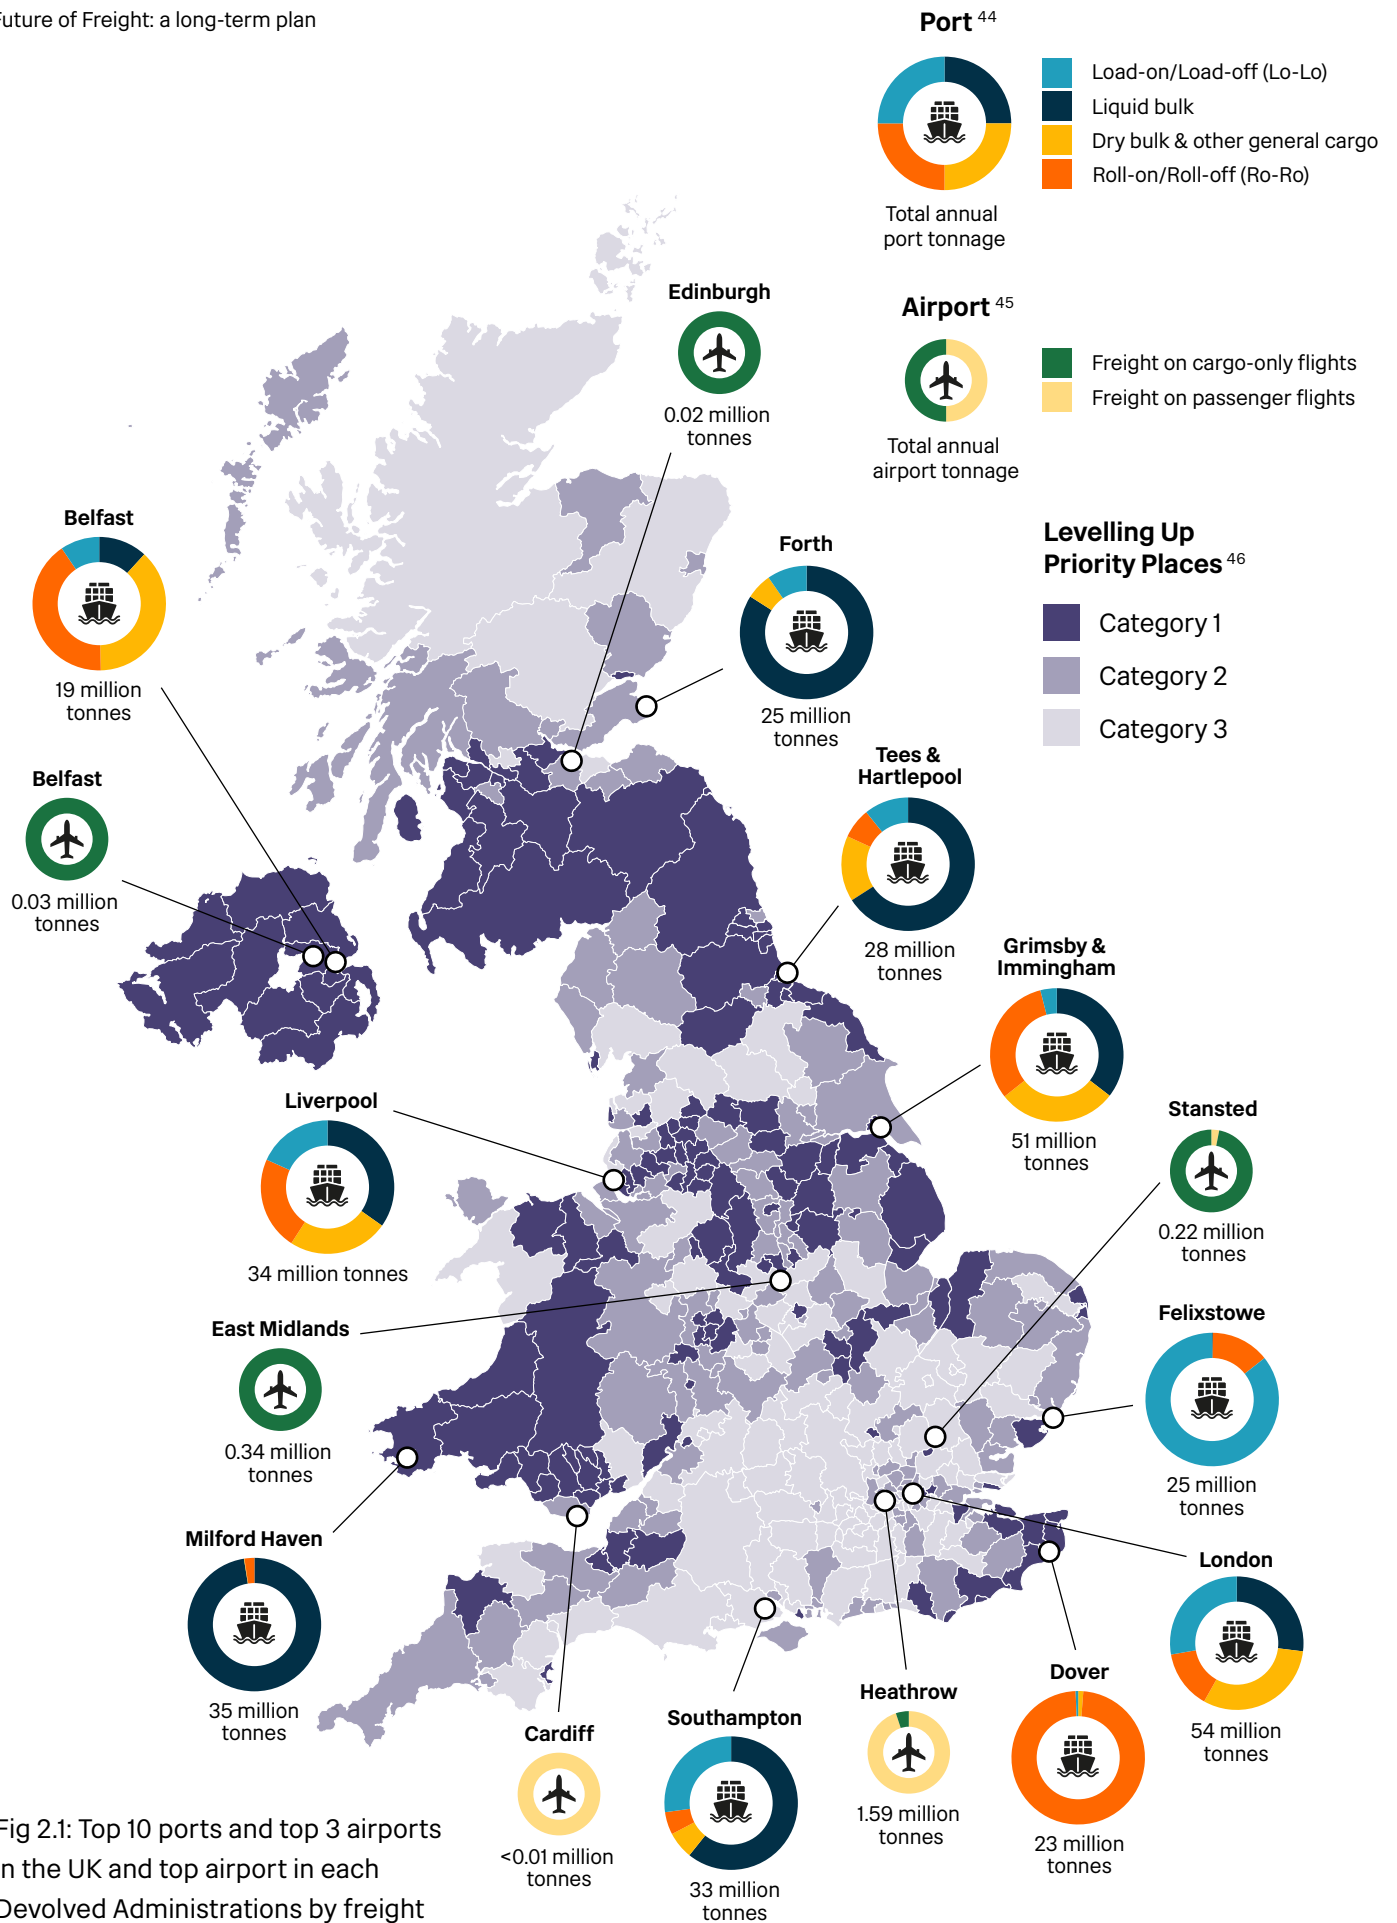 Future of Freight: a long-term plan
Port 44
Load-on/Load-off (Lo-Lo)
Liquid bulk
Dry bulk & other general cargo
Roll-on/Roll-off (Ro-Ro)
Total annual
port tonnage
Airport 45
Freight on cargo-only flights
Freight on passenger flights
Total annual
airport tonnage
Levelling Up
Priority Places 46
Category 1
Category 2
Category 3
Edinburgh
0.02 million
tonnes
Belfast
19 million
tonnes
Forth
25 million
tonnes
Belfast
0.03 million
tonnes
Tees &
Hartlepool
28 million
tonnes
Grimsby &
Immingham
51 million
tonnes
Liverpool
34 million tonnes
Stansted
0.22 million
tonnes
East Midlands
0.34 million
tonnes
Felixstowe
25 million
tonnes
Milford Haven
35 million
tonnes
London
54 million
tonnes
Dover
23 million
tonnes
Heathrow
1.59 million
tonnes
Southampton
33 million
tonnes
Cardiff
<0.01 million
tonnes
Fig 2.1: Top 10 ports and top 3 airports
in the UK and top airport in each
Devolved Administrations by freight